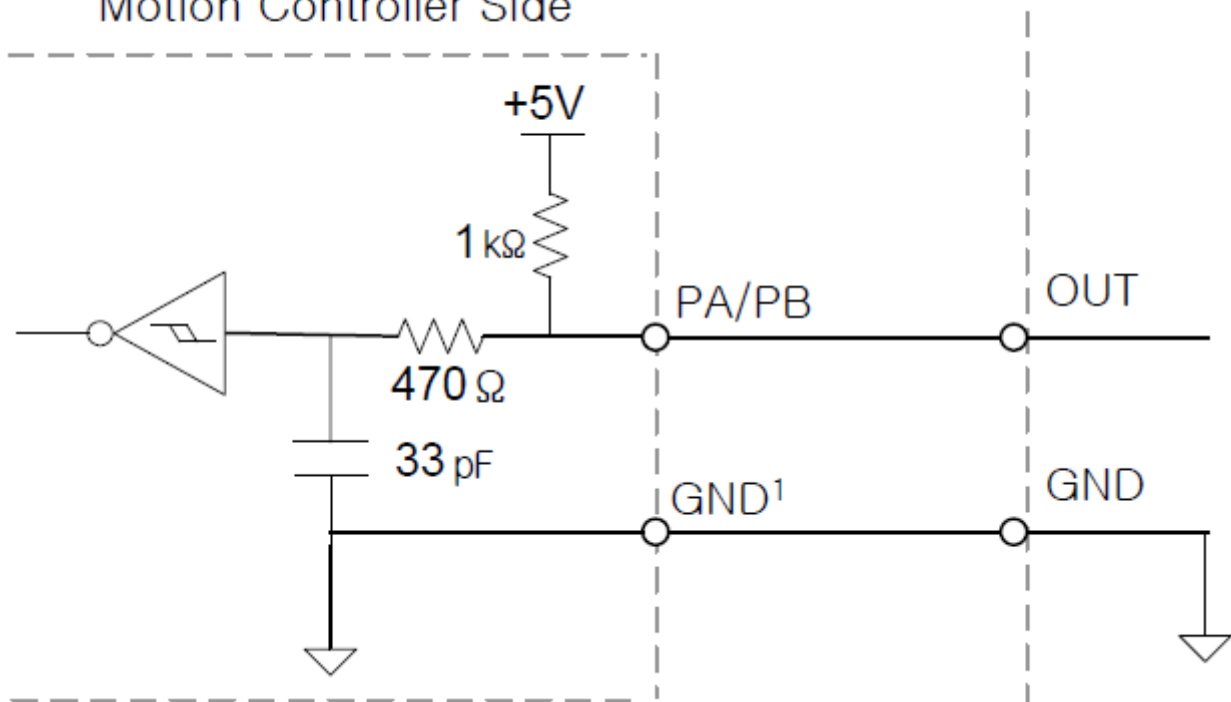 Motion Controller Side
+5V
1 kΩ
PA/PB
OUT
470 Ω
33 pF
GND¹
GND